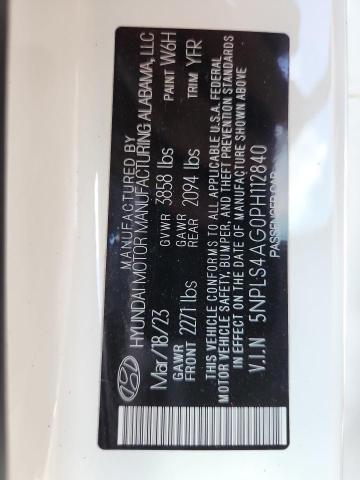 MANUFACTURED BY
HYUNDAI MOTOR MANUFACTURING ALABAMA, LLC
Mar/18/23 GVWR 3858 lbs PAINT W6H
GAWR FRONT 2271 lbs GAWR REAR 2094 lbs TRIM YFR
THIS VEHICLE CONFORMS TO ALL APPLICABLE U.S.A. FEDERAL
MOTOR VEHICLE SAFETY, BUMPER, AND THEFT PREVENTION STANDARDS
IN EFFECT ON THE DATE OF MANUFACTURE SHOWN ABOVE
V.I.N 5NPLS4AG0PH112840
PASSENGER CAR